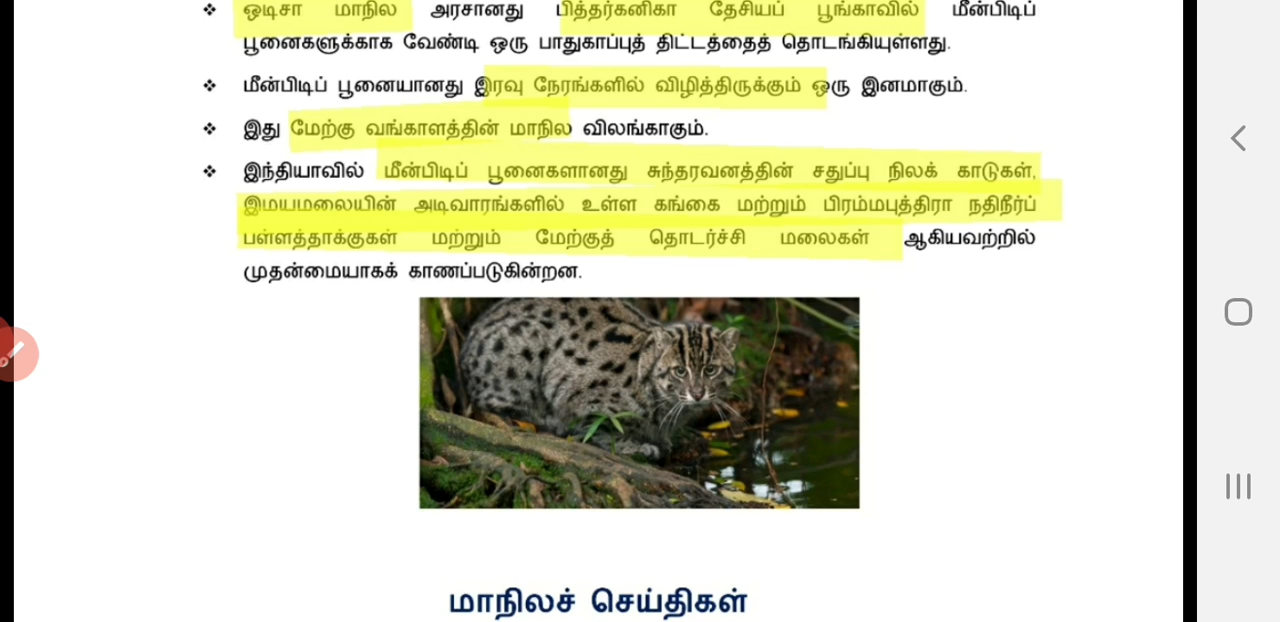 ❖ ஒடிசா மாநில அரசானது பித்தர்கனிகா தேசியப் பூங்காவில் மீன்பிடிப்
பூனைகளுக்காக வேண்டி ஒரு பாதுகாப்புத் திட்டத்தைத் தொடங்கியுள்ளது.
❖ மீன்பிடிப் பூனையானது இரவு நேரங்களில் விழித்திருக்கும் ஒரு இனமாகும்.
❖ இது மேற்கு வங்காளத்தின் மாநில விலங்காகும்.
❖ இந்தியாவில் மீன்பிடிப் பூனைகளானது சுந்தரவனத்தின் சதுப்பு நிலக் காடுகள்,
இமயமலையின் அடிவாரங்களில் உள்ள கங்கை மற்றும் பிரம்மபுத்திரா நதிநீர்ப்
பள்ளத்தாக்குகள் மற்றும் மேற்குத் தொடர்ச்சி மலைகள் ஆகியவற்றில்
முதன்மையாகக் காணப்படுகின்றன.
மாநிலச் செய்திகள்